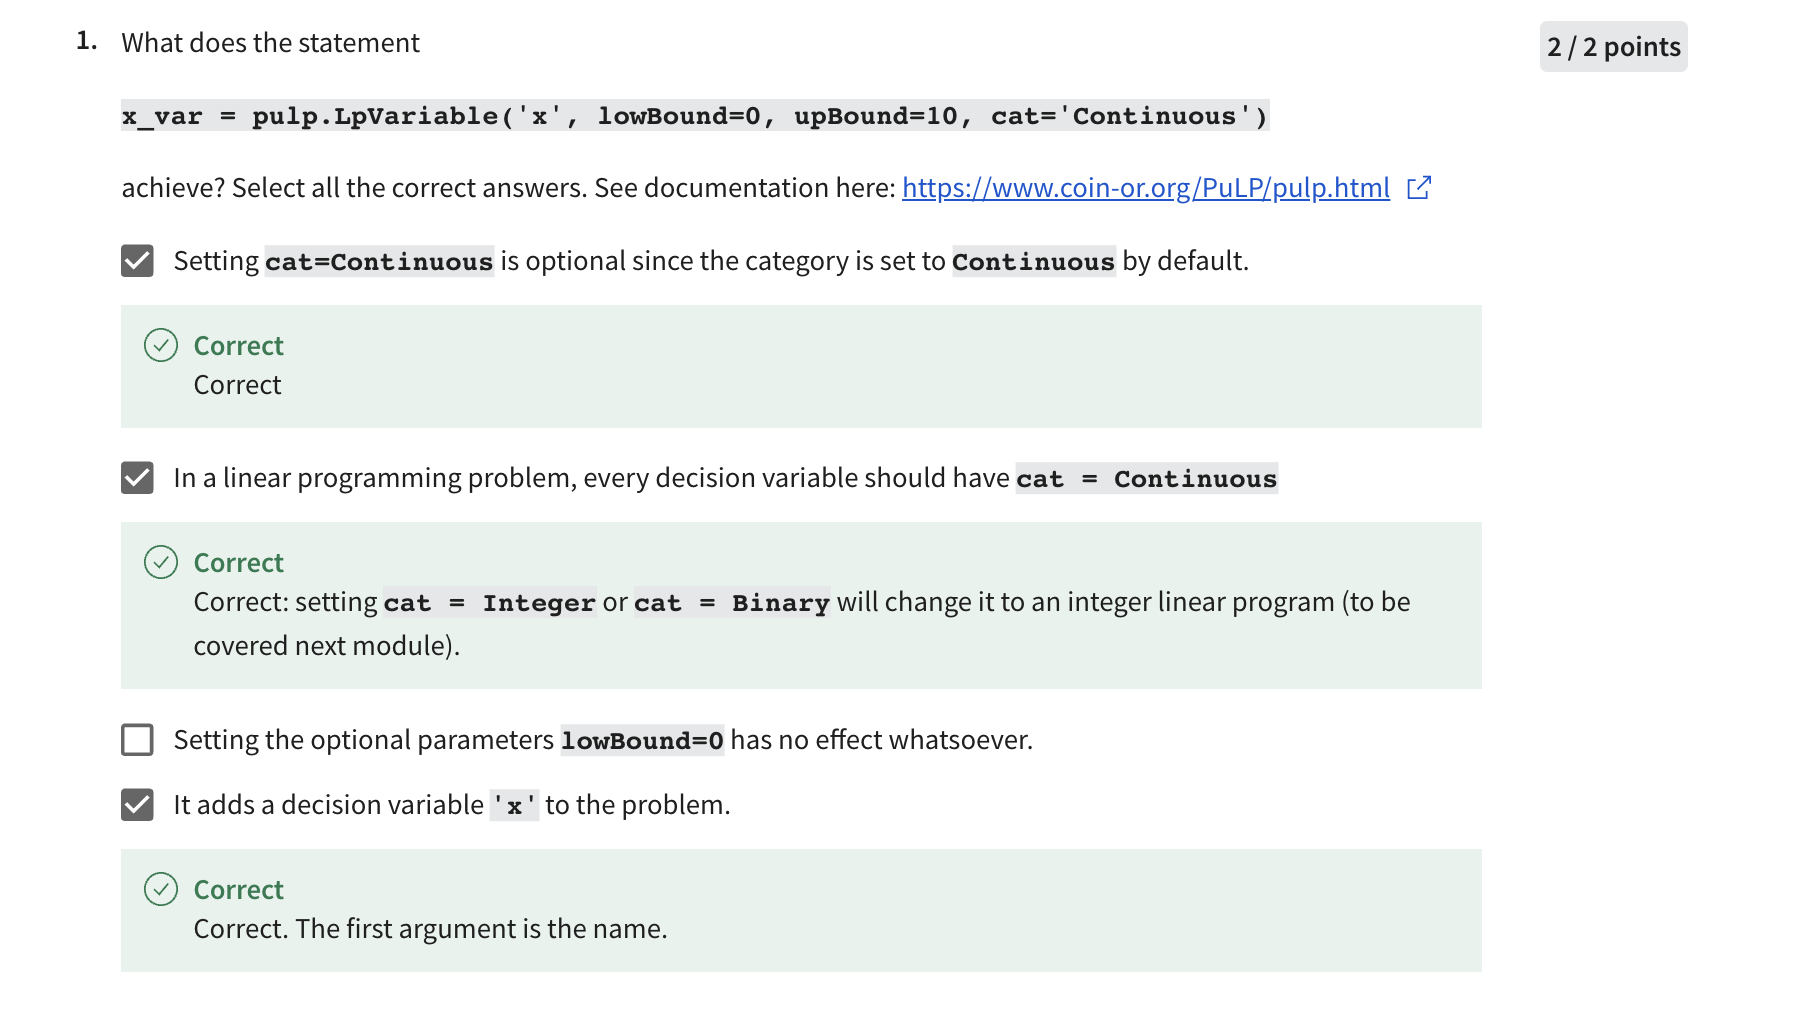 1. What does the statement
2 / 2 points
x_var = pulp.LpVariable('x', lowBound=0, upBound=10, cat='Continuous')
achieve? Select all the correct answers. See documentation here: https://www.coin-or.org/PuLP/pulp.html
Setting cat=Continuous is optional since the category is set to Continuous by default.
Correct
Correct
In a linear programming problem, every decision variable should have cat = Continuous
Correct
Correct: setting cat = Integer or cat = Binary will change it to an integer linear program (to be
covered next module).
Setting the optional parameters lowBound=0 has no effect whatsoever.
It adds a decision variable 'x' to the problem.
Correct
Correct. The first argument is the name.